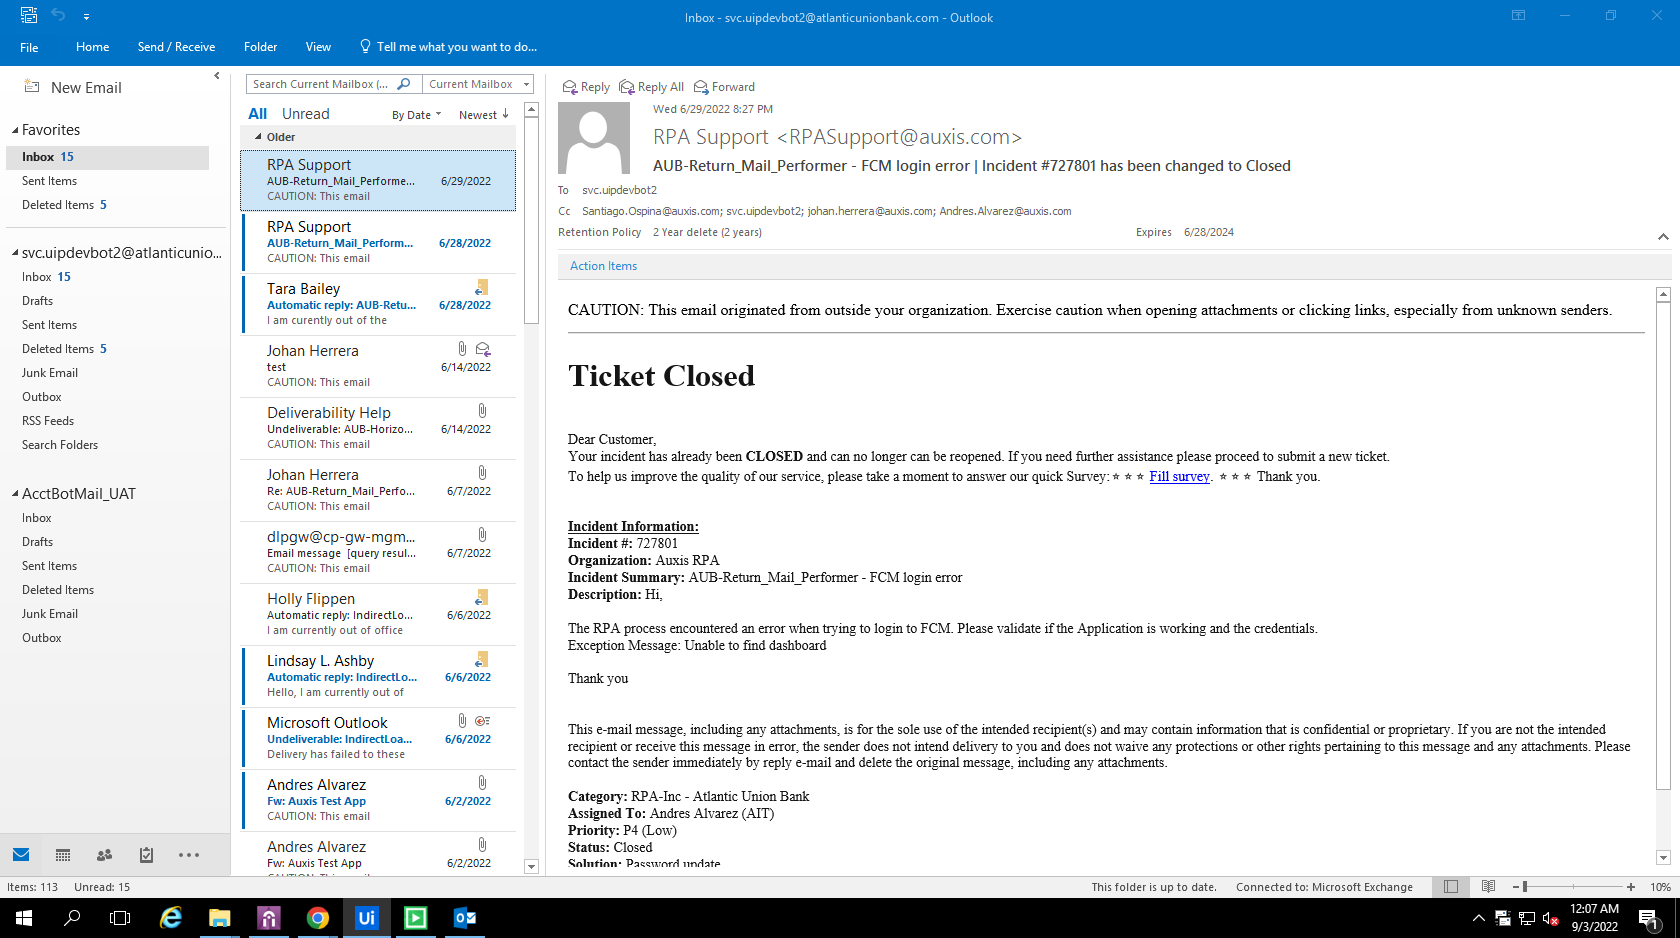 Inbox - svc.uipdevbot2@atlanticunionbank.com - Outlook
File Home Send / Receive Folder View Tell me what you want to do...
New Email
Favorites
Inbox 15
Sent Items
Deleted Items 5
svc.uipdevbot2@atlanticunio...
Inbox 15
Drafts
Sent Items
Deleted Items 5
Junk Email
Outbox
RSS Feeds
Search Folders
AcctBotMail_UAT
Inbox
Drafts
Sent Items
Deleted Items
Junk Email
Outbox
Search Current Mailbox (... Current Mailbox
All Unread By Date Newest ↓
Older
RPA Support
AUB-Return_Mail_Performe... 6/29/2022
CAUTION: This email
RPA Support
AUB-Return_Mail_Perform... 6/28/2022
CAUTION: This email
Tara Bailey
Automatic reply: AUB-Retu... 6/28/2022
I am curently out of the
Johan Herrera
test 6/14/2022
CAUTION: This email
Deliverability Help
Undeliverable: AUB-Horizo... 6/14/2022
CAUTION: This email
Johan Herrera
Re: AUB-Return_Mail_Perfo... 6/7/2022
CAUTION: This email
dlpgw@cp-gw-mgm...
Email message [query resul... 6/7/2022
CAUTION: This email
Holly Flippen
Automatic reply: IndirectLo... 6/6/2022
I am currently out of office
Lindsay L. Ashby
Automatic reply: IndirectLo... 6/6/2022
Hello, I am currently out of
Microsoft Outlook
Undeliverable: IndirectLoa... 6/6/2022
Delivery has failed to these
Andres Alvarez
Fw: Auxis Test App 6/2/2022
CAUTION: This email
Andres Alvarez
Fw: Auxis Test App 6/2/2022
Reply Reply All Forward
Wed 6/29/2022 8:27 PM
RPA Support <RPASupport@auxis.com>
AUB-Return_Mail_Performer - FCM login error | Incident #727801 has been changed to Closed
To svc.uipdevbot2
Cc Santiago.Ospina@auxis.com; svc.uipdevbot2; johan.herrera@auxis.com; Andres.Alvarez@auxis.com
Retention Policy 2 Year delete (2 years) Expires 6/28/2024
Action Items
CAUTION: This email originated from outside your organization. Exercise caution when opening attachments or clicking links, especially from unknown senders.
Ticket Closed
Dear Customer,
Your incident has already been CLOSED and can no longer can be reopened. If you need further assistance please proceed to submit a new ticket.
To help us improve the quality of our service, please take a moment to answer our quick Survey: ⋆ ⋆ ⋆ Fill survey. ⋆ ⋆ ⋆ Thank you.
Incident Information:
Incident #: 727801
Organization: Auxis RPA
Incident Summary: AUB-Return_Mail_Performer - FCM login error
Description: Hi,
The RPA process encountered an error when trying to login to FCM. Please validate if the Application is working and the credentials.
Exception Message: Unable to find dashboard
Thank you
This e-mail message, including any attachments, is for the sole use of the intended recipient(s) and may contain information that is confidential or proprietary. If you are not the intended
recipient or receive this message in error, the sender does not intend delivery to you and does not waive any protections or other rights pertaining to this message and any attachments. Please
contact the sender immediately by reply e-mail and delete the original message, including any attachments.
Category: RPA-Inc - Atlantic Union Bank
Assigned To: Andres Alvarez (AIT)
Priority: P4 (Low)
Status: Closed
Solution: Password update
Items: 113 Unread: 15 This folder is up to date. Connected to: Microsoft Exchange 10%
Ui
12:07 AM
9/3/2022
1